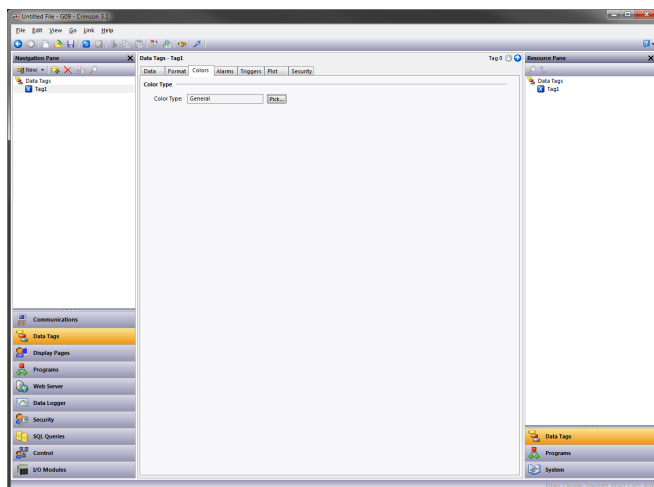 Untitled File - G09 - Crimson 3.1
File Edit View Go Link Help
Navigation Pane
New
Data Tags
Tag1
Data Tags - Tag1
Tag 0
Data Format Colors Alarms Triggers Plot Security
Color Type
Color Type: General Pick...
Resource Pane
Data Tags
Tag1
Communications
Data Tags
Display Pages
Programs
Web Server
Data Logger
Security
SQL Queries
Control
I/O Modules
Data Tags
Programs
System